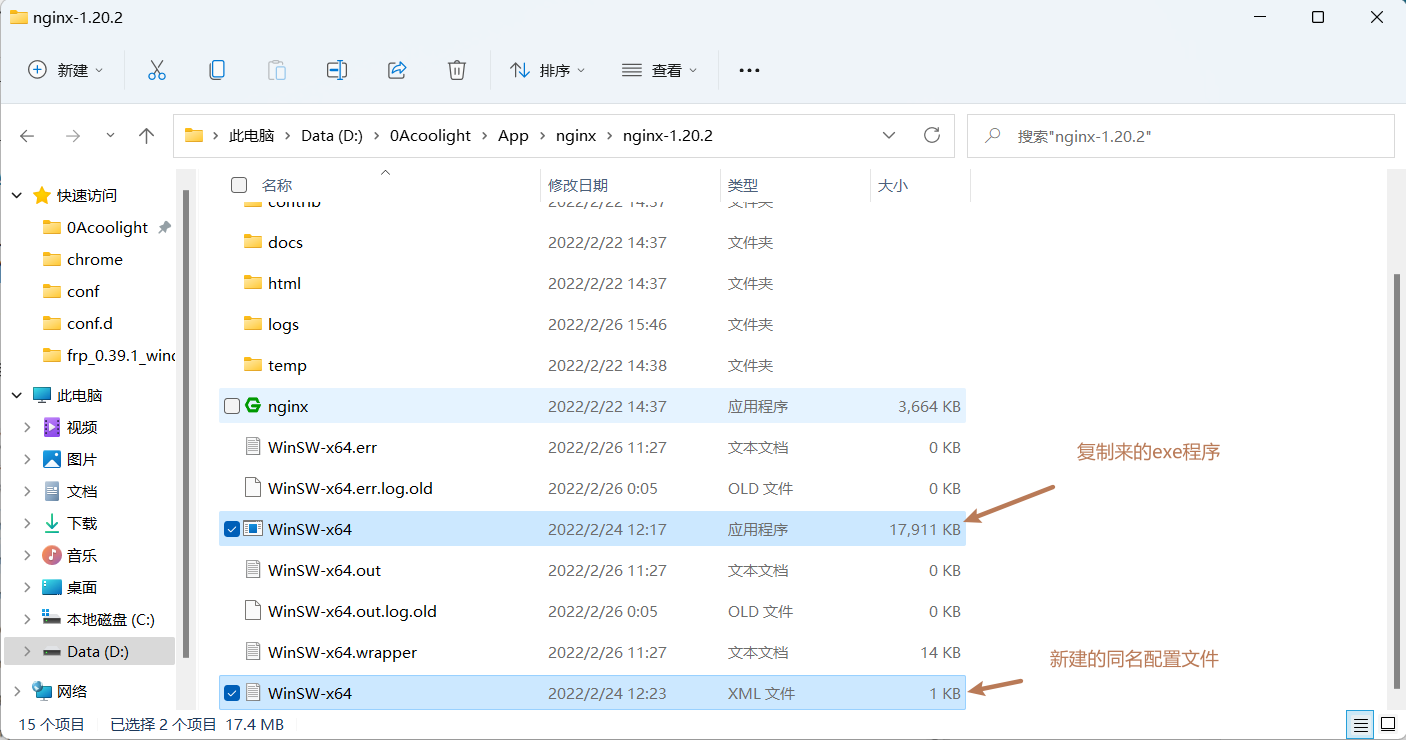 nginx-1.20.2
新建
排序
查看
此电脑 Data (D:) 0Acoolight App nginx nginx-1.20.2
搜索"nginx-1.20.2"
快速访问
0Acoolight
chrome
conf
conf.d
frp_0.39.1_winc
此电脑
视频
图片
文档
下载
音乐
桌面
本地磁盘 (C:)
Data (D:)
网络
名称 修改日期 类型 大小
contrib 2022/2/22 14:37 文件夹
docs 2022/2/22 14:37 文件夹
html 2022/2/22 14:37 文件夹
logs 2022/2/26 15:46 文件夹
temp 2022/2/22 14:38 文件夹
nginx 2022/2/22 14:37 应用程序 3,664 KB
WinSW-x64.err 2022/2/26 11:27 文本文档 0 KB
WinSW-x64.err.log.old 2022/2/26 0:05 OLD 文件 0 KB
WinSW-x64 2022/2/24 12:17 应用程序 17,911 KB
WinSW-x64.out 2022/2/26 11:27 文本文档 0 KB
WinSW-x64.out.log.old 2022/2/26 0:05 OLD 文件 0 KB
WinSW-x64.wrapper 2022/2/26 11:27 文本文档 14 KB
WinSW-x64 2022/2/24 12:23 XML 文件 1 KB
复制来的exe程序
新建的同名配置文件
15 个项目 已选择 2 个项目 17.4 MB